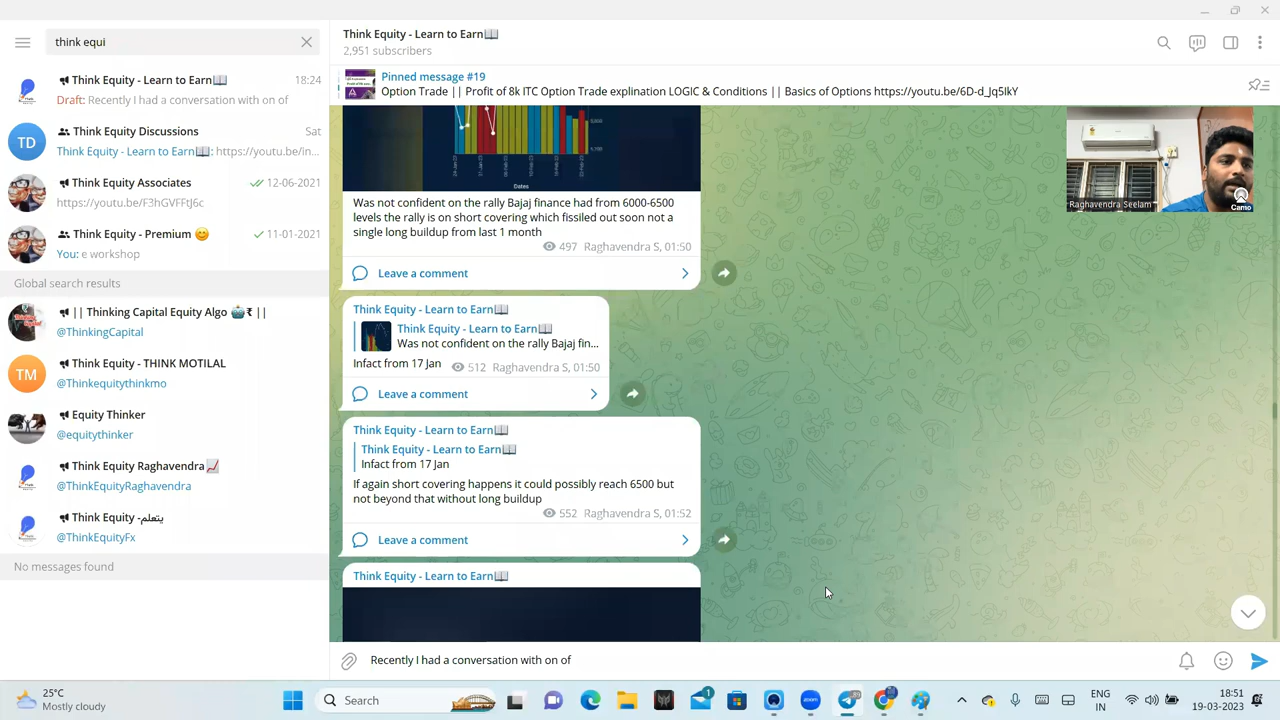 think equi
Think Equity - Learn to Earn📖 18:24
Draft: Recently I had a conversation with on of
TD
Think Equity Discussions Sat
Think Equity - Learn to Earn📖: https://youtu.be/in...
Think Equity Associates 12-06-2021
https://youtu.be/F3hGVFFtJ6c
Think Equity - Premium 😊 11-01-2021
You: e workshop
Global search results
|| Thinking Capital Equity Algo 🤖₹ ||
@ThinkingCapital
TM
Think Equity - THINK MOTILAL
@Thinkequitythinkmo
Equity Thinker
@equitythinker
Think Equity Raghavendra📈
@ThinkEquityRaghavendra
Think Equity -يتعلم
@ThinkEquityFx
No messages found
Think Equity - Learn to Earn📖
2,951 subscribers
Pinned message #19
Option Trade || Profit of 8k ITC Option Trade explination LOGIC & Conditions || Basics of Options https://youtu.be/6D-d_Jq5IkY
Dates
Was not confident on the rally Bajaj finance had from 6000-6500
levels the rally is on short covering which fissiled out soon not a
single long buildup from last 1 month
497 Raghavendra S, 01:50
Leave a comment
Think Equity - Learn to Earn📖
Think Equity - Learn to Earn📖
Was not confident on the rally Bajaj fin...
Infact from 17 Jan 512 Raghavendra S, 01:50
Leave a comment
Think Equity - Learn to Earn📖
Think Equity - Learn to Earn📖
Infact from 17 Jan
If again short covering happens it could possibly reach 6500 but
not beyond that without long buildup
552 Raghavendra S, 01:52
Leave a comment
Think Equity - Learn to Earn📖
Recently I had a conversation with on of
Raghavendra Seelam
Camo
25°C
Mostly cloudy
Search
1
89
ENG
IN
18:51
19-03-2023